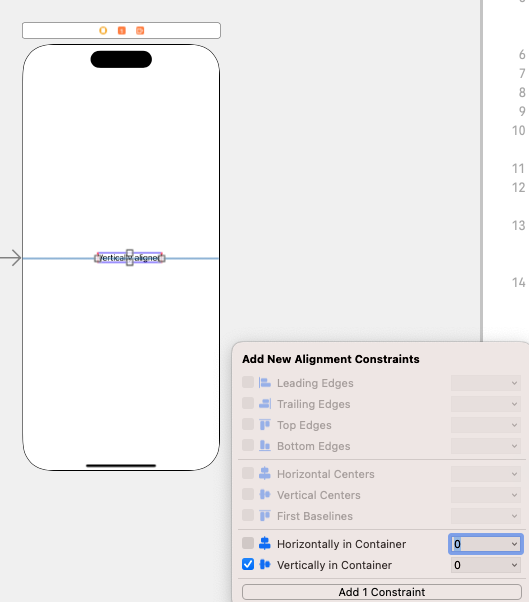 6
7
8
9
10
11
12
13
14
Add New Alignment Constraints
Leading Edges
Trailing Edges
Top Edges
Bottom Edges
Horizontal Centers
Vertical Centers
First Baselines
Horizontally in Container 0
Vertically in Container 0
Add 1 Constraint